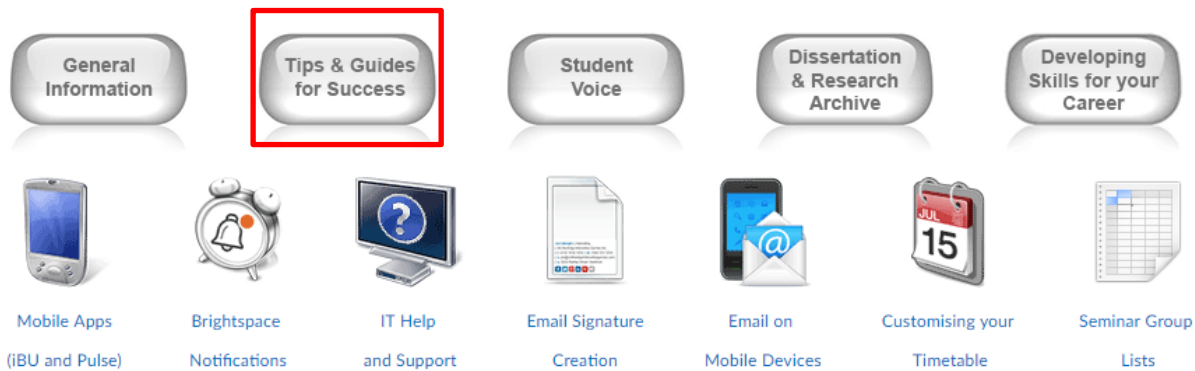 General
Information
Tips & Guides
for Success
Student
Voice
Dissertation
& Research
Archive
Developing
Skills for your
Career
?
@
JUL
15
Mobile Apps
(iBU and Pulse)
Brightspace
Notifications
IT Help
and Support
Email Signature
Creation
Email on
Mobile Devices
Customising your
Timetable
Seminar Group
Lists